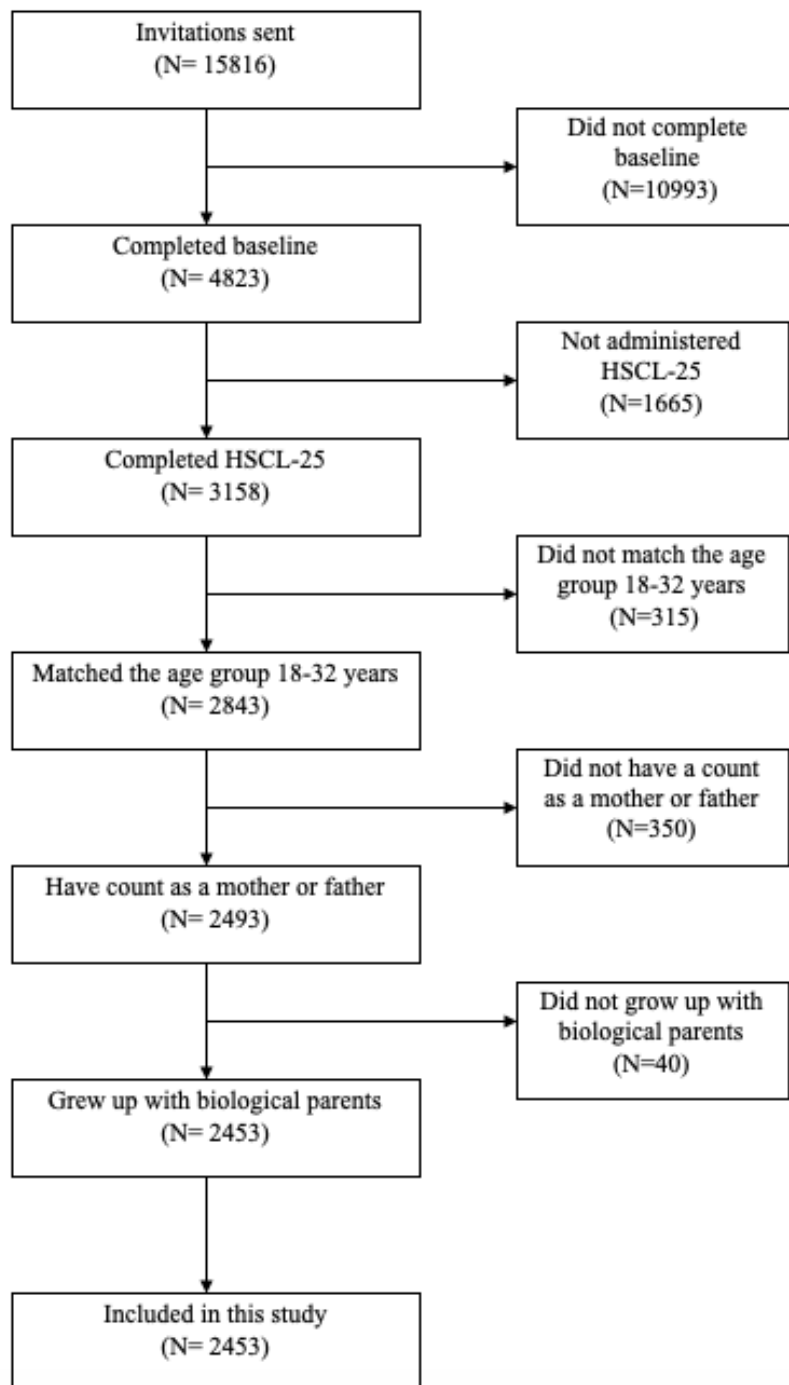 Invitations sent
(N= 15816)
Did not complete
baseline
(N=10993)
Completed baseline
(N= 4823)
Not administered
HSCL-25
(N=1665)
Completed HSCL-25
(N= 3158)
Did not match the age
group 18-32 years
(N=315)
Matched the age group 18-32 years
(N= 2843)
Did not have a count
as a mother or father
(N=350)
Have count as a mother or father
(N= 2493)
Did not grow up with
biological parents
(N=40)
Grew up with biological parents
(N= 2453)
Included in this study
(N= 2453)